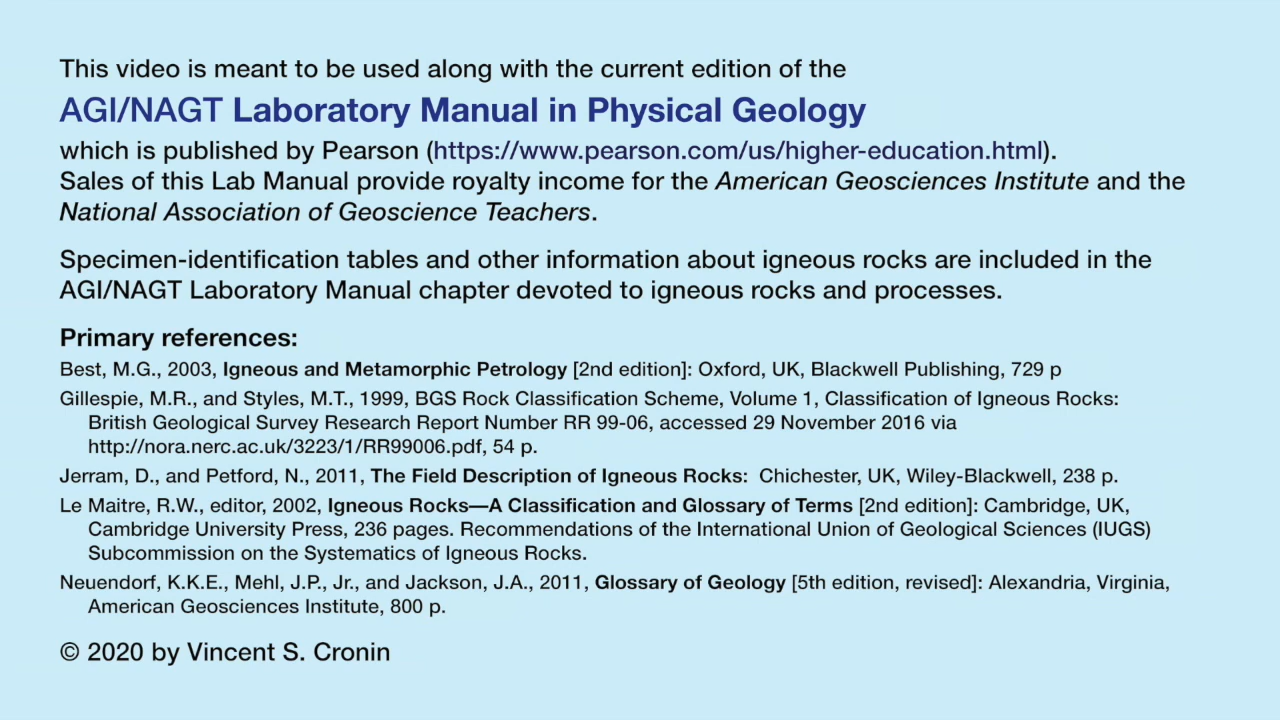 This video is meant to be used along with the current edition of the
AGI/NAGT Laboratory Manual in Physical Geology
which is published by Pearson (https://www.pearson.com/us/higher-education.html).
Sales of this Lab Manual provide royalty income for the American Geosciences Institute and the
National Association of Geoscience Teachers.
Specimen-identification tables and other information about igneous rocks are included in the
AGI/NAGT Laboratory Manual chapter devoted to igneous rocks and processes.
Primary references:
Best, M.G., 2003, Igneous and Metamorphic Petrology [2nd edition]: Oxford, UK, Blackwell Publishing, 729 p
Gillespie, M.R., and Styles, M.T., 1999, BGS Rock Classification Scheme, Volume 1, Classification of Igneous Rocks:
British Geological Survey Research Report Number RR 99-06, accessed 29 November 2016 via
http://nora.nerc.ac.uk/3223/1/RR99006.pdf, 54 p.
Jerram, D., and Petford, N., 2011, The Field Description of Igneous Rocks: Chichester, UK, Wiley-Blackwell, 238 p.
Le Maitre, R.W., editor, 2002, Igneous Rocks—A Classification and Glossary of Terms [2nd edition]: Cambridge, UK,
Cambridge University Press, 236 pages. Recommendations of the International Union of Geological Sciences (IUGS)
Subcommission on the Systematics of Igneous Rocks.
Neuendorf, K.K.E., Mehl, J.P., Jr., and Jackson, J.A., 2011, Glossary of Geology [5th edition, revised]: Alexandria, Virginia,
American Geosciences Institute, 800 p.
© 2020 by Vincent S. Cronin